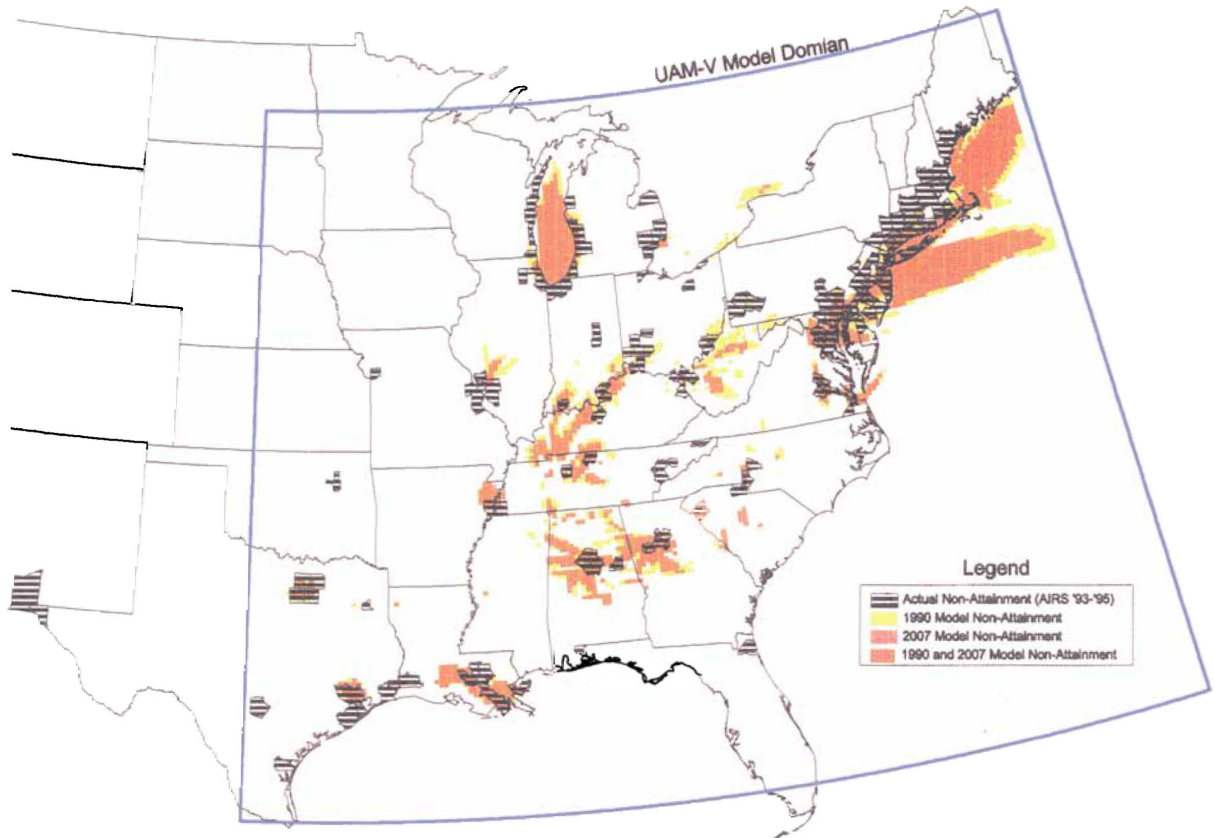 UAM-V Model Domian
Legend
Actual Non-Attainment (AIRS '93-'95)
1990 Model Non-Attainment
2007 Model Non-Attainment
1990 and 2007 Model Non-Attainment